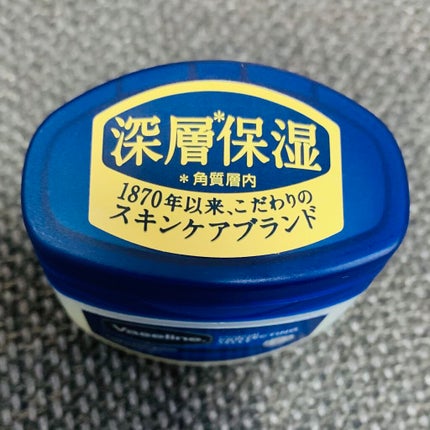 深層*保湿
*角質層内
1870年以来、こだわりの
スキンケアブランド
Vaseline.